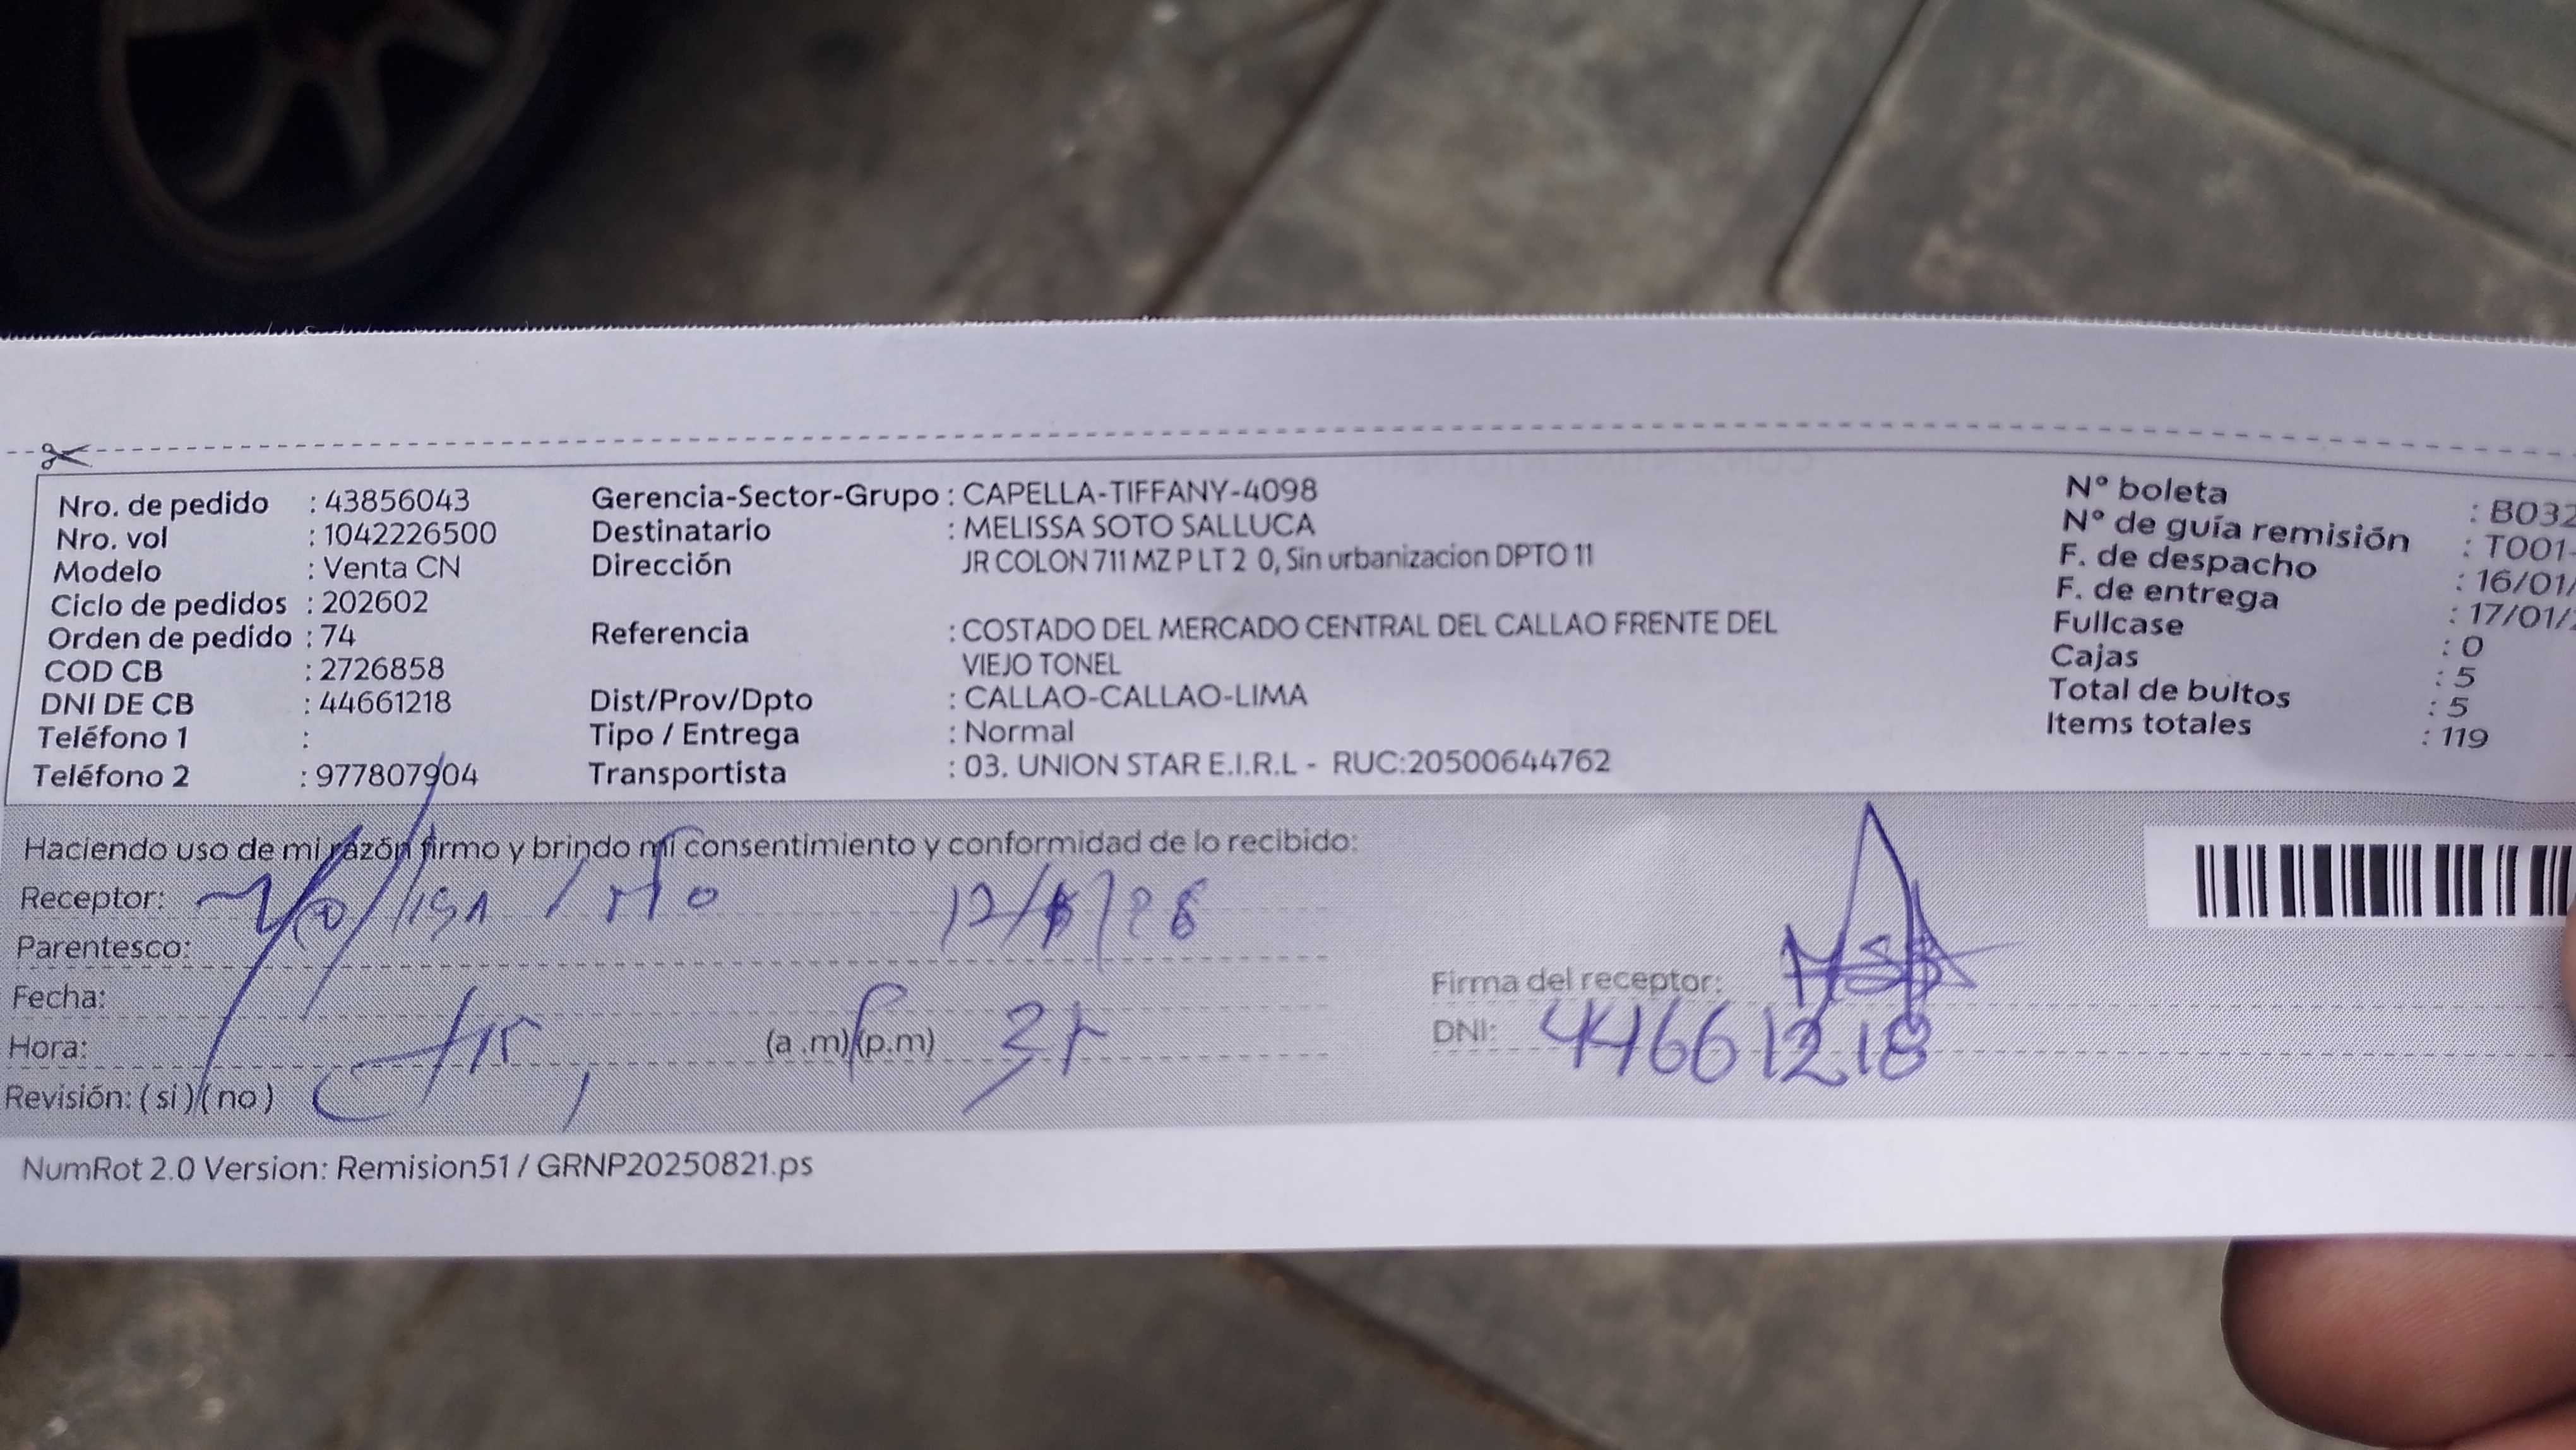 Nro. de pedido : 43856043
Nro. vol : 1042226500
Modelo : Venta CN
Ciclo de pedidos : 202602
Orden de pedido : 74
COD CB : 2726858
DNI DE CB : 44661218
Teléfono 1 :
Teléfono 2 : 977807904
Gerencia-Sector-Grupo : CAPELLA-TIFFANY-4098
Destinatario : MELISSA SOTO SALLUCA
Dirección JR COLON 711 MZ P LT 2 0, Sin urbanizacion DPTO 11
Referencia : COSTADO DEL MERCADO CENTRAL DEL CALLAO FRENTE DEL
VIEJO TONEL
Dist/Prov/Dpto : CALLAO-CALLAO-LIMA
Tipo / Entrega : Normal
Transportista : 03. UNION STAR E.I.R.L - RUC:20500644762
N° boleta : B032
N° de guía remisión : T001-
F. de despacho : 16/01/
F. de entrega : 17/01/
Fullcase : 0
Cajas : 5
Total de bultos : 5
Items totales : 119
Haciendo uso de mi razón firmo y brindo mi consentimiento y conformidad de lo recibido:
Receptor:
Parentesco:
Fecha:
Hora: (a.m)(p.m)
Revisión: (si)(no)
Firma del receptor:
DNI: 44661218
NumRot 2.0 Version: Remision51 / GRNP20250821.ps